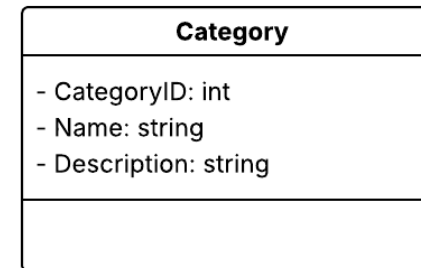 Category
- CategoryID: int
- Name: string
- Description: string